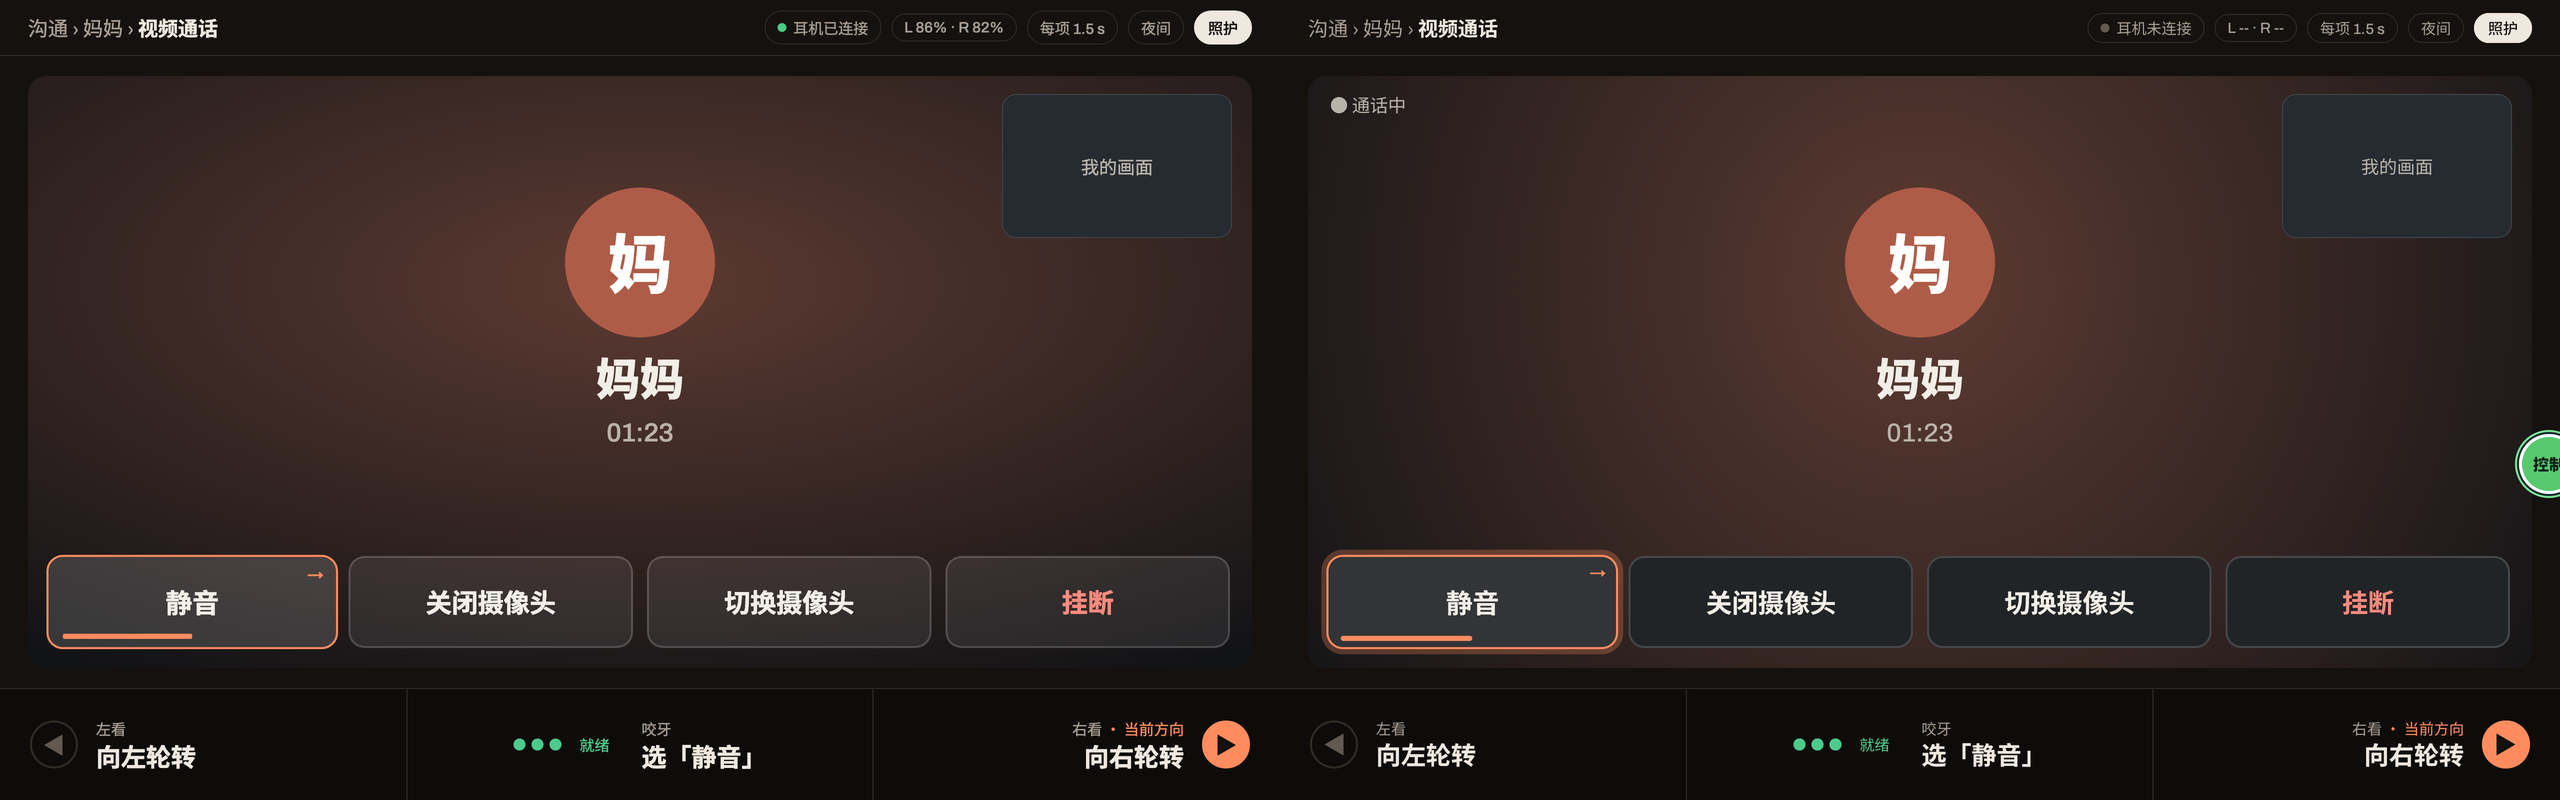 沟通 › 妈妈 › 视频通话
耳机已连接
L 86% · R 82%
每项 1.5 s
夜间
照护
我的画面
妈
妈妈
01:23
静音 →
关闭摄像头
切换摄像头
挂断
左看
向左轮转
就绪
咬牙
选「静音」
右看 · 当前方向
向右轮转
沟通 › 妈妈 › 视频通话
耳机未连接
L -- · R --
每项 1.5 s
夜间
照护
通话中
我的画面
妈
妈妈
01:23
控制
静音 →
关闭摄像头
切换摄像头
挂断
左看
向左轮转
就绪
咬牙
选「静音」
右看 · 当前方向
向右轮转